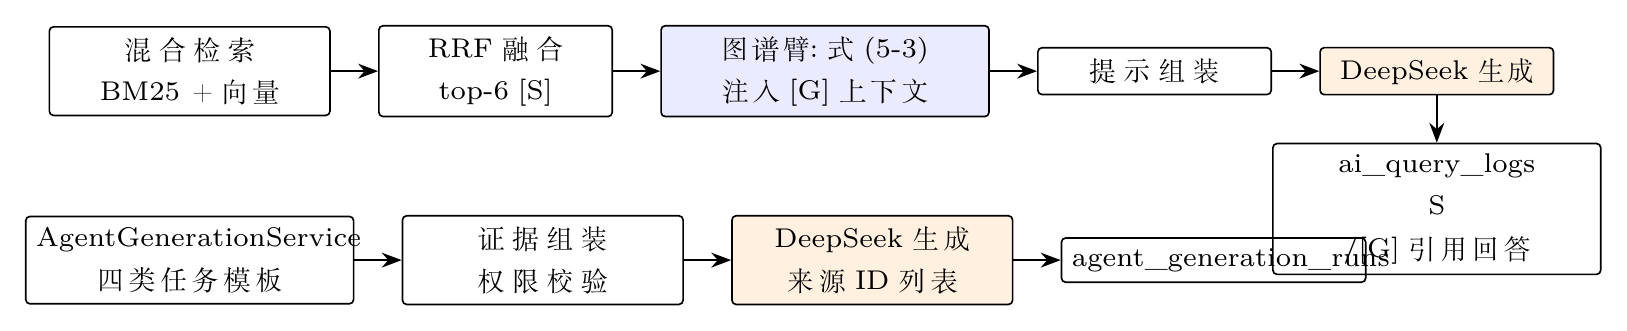 混合检索
BM25 + 向量
RRF 融合
top-6 [S]
图谱臂: 式 (5-3)
注入 [G] 上下文
提示组装
DeepSeek 生成
ai_query_logs
S
/[G] 引用回答
AgentGenerationService
四类任务模板
证据组装
权限校验
DeepSeek 生成
来源 ID 列表
agent_generation_runs